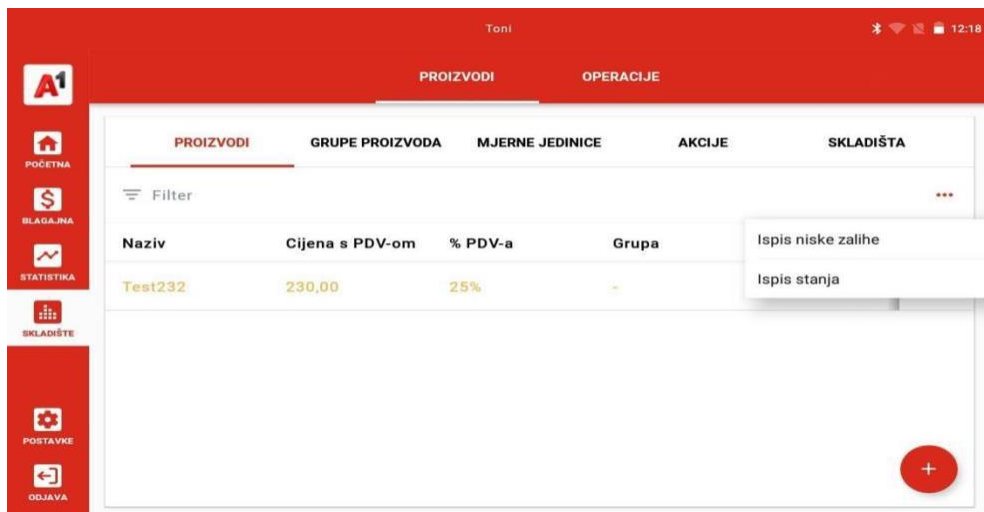 Toni 12:18
A1
PROIZVODI OPERACIJE
PROIZVODI GRUPE PROIZVODA MJERNE JEDINICE AKCIJE SKLADIŠTA
POČETNA
Filter
BLAGAJNA
Naziv Cijena s PDV-om % PDV-a Grupa Ispis niske zalihe
STATISTIKA
Test232 230,00 25% - Ispis stanja
SKLADIŠTE
POSTAVKE
ODJAVA